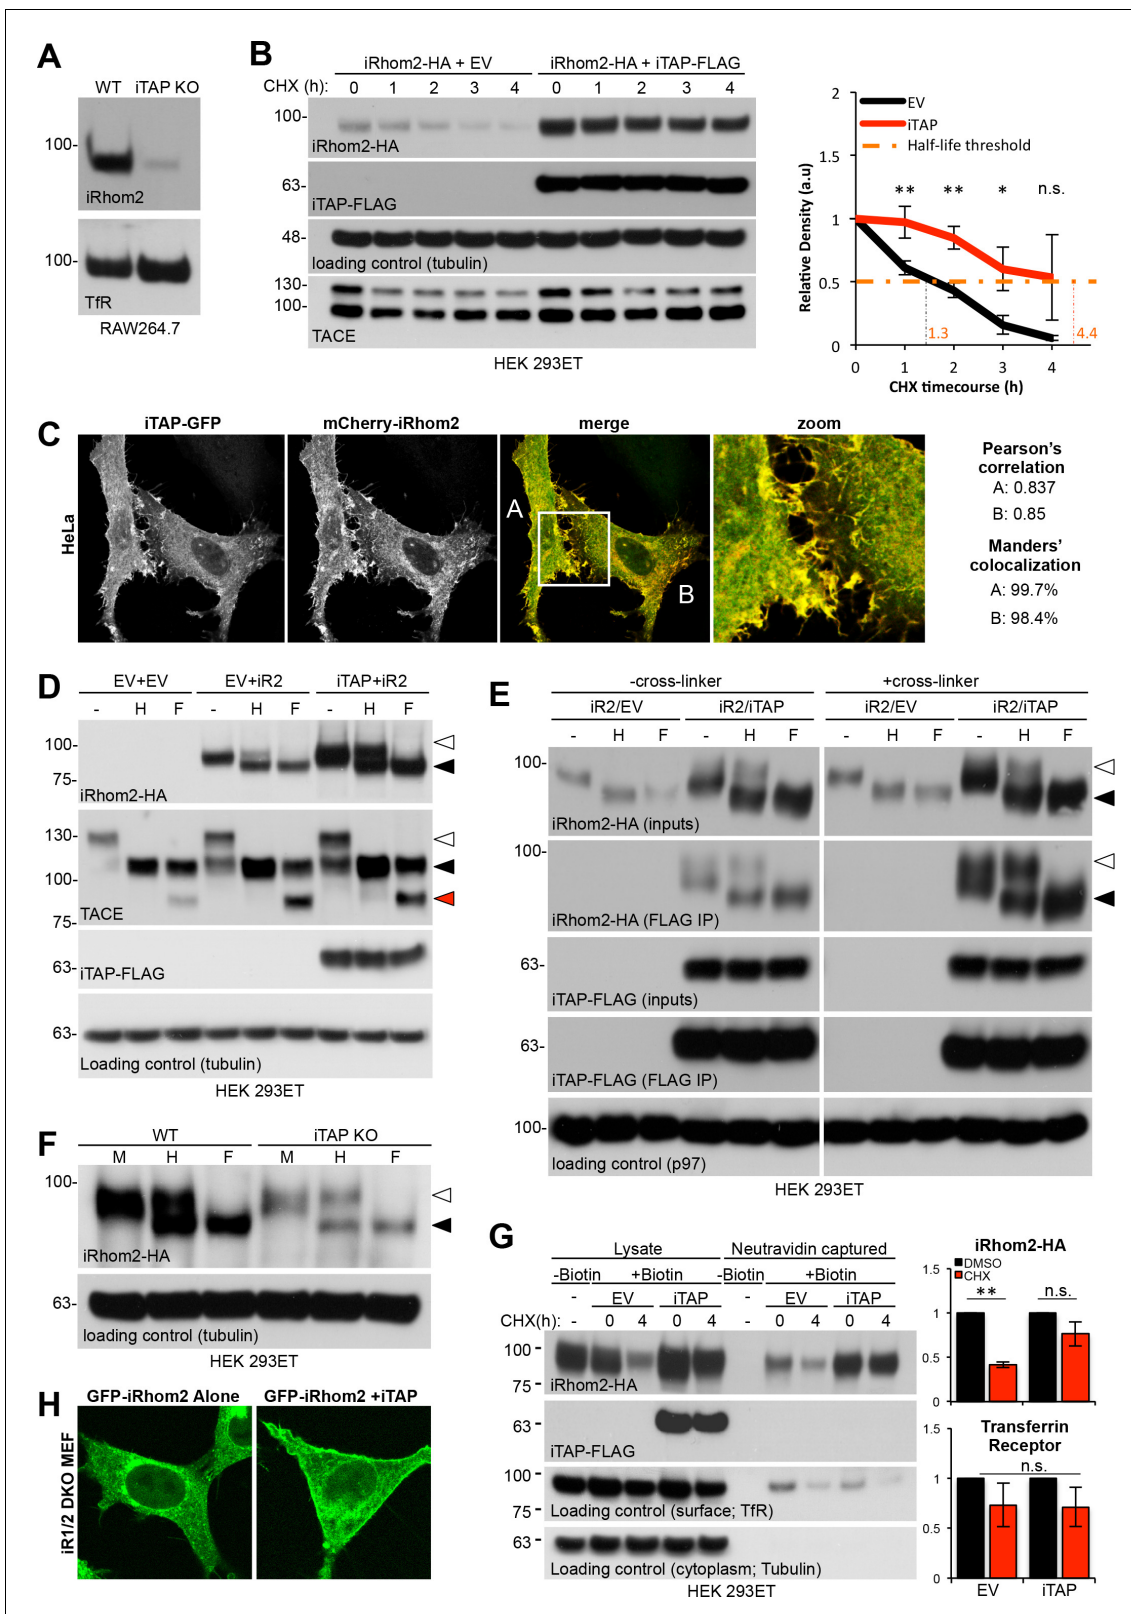 A
WT iTAP KO
100-
iRhom2
100-
TfR
RAW264.7
B
iRhom2-HA + EV iRhom2-HA + iTAP-FLAG
CHX (h): 0 1 2 3 4 0 1 2 3 4
100-
iRhom2-HA
63-
iTAP-FLAG
48-
loading control (tubulin)
130-
100-
TACE
HEK 293ET
2
1.5
1
0.5
0
Relative Density (a.u)
EV
iTAP
Half-life threshold
** ** * n.s.
1.3 4.4
0 1 2 3 4
CHX timecourse (h)
C
iTAP-GFP mCherry-iRhom2 merge zoom
HeLa
A
B
Pearson's
correlation
A: 0.837
B: 0.85
Manders'
colocalization
A: 99.7%
B: 98.4%
D
EV+EV EV+iR2 iTAP+iR2
- H F - H F - H F
100-
75-
iRhom2-HA
130-
100-
75-
TACE
63-
iTAP-FLAG
63-
Loading control (tubulin)
HEK 293ET
E
-cross-linker +cross-linker
iR2/EV iR2/iTAP iR2/EV iR2/iTAP
- H F - H F - H F - H F
100-
iRhom2-HA (inputs)
100-
iRhom2-HA (FLAG IP)
63-
iTAP-FLAG (inputs)
63-
iTAP-FLAG (FLAG IP)
100-
loading control (p97)
HEK 293ET
F
WT iTAP KO
M H F M H F
100-
iRhom2-HA
63-
loading control (tubulin)
HEK 293ET
G
Lysate Neutravidin captured
-Biotin +Biotin -Biotin +Biotin
- EV iTAP - EV iTAP
CHX(h): - 0 4 0 4 - 0 4 0 4
100-
75-
iRhom2-HA
63-
iTAP-FLAG
100-
75-
Loading control (surface; TfR)
63-
Loading control (cytoplasm; Tubulin)
HEK 293ET
iRhom2-HA
1.5
1
0.5
0
DMSO
CHX
** n.s.
Transferrin
Receptor
1.5
1
0.5
0
n.s.
EV iTAP
H
GFP-iRhom2 Alone GFP-iRhom2 +iTAP
iR1/2 DKO MEF